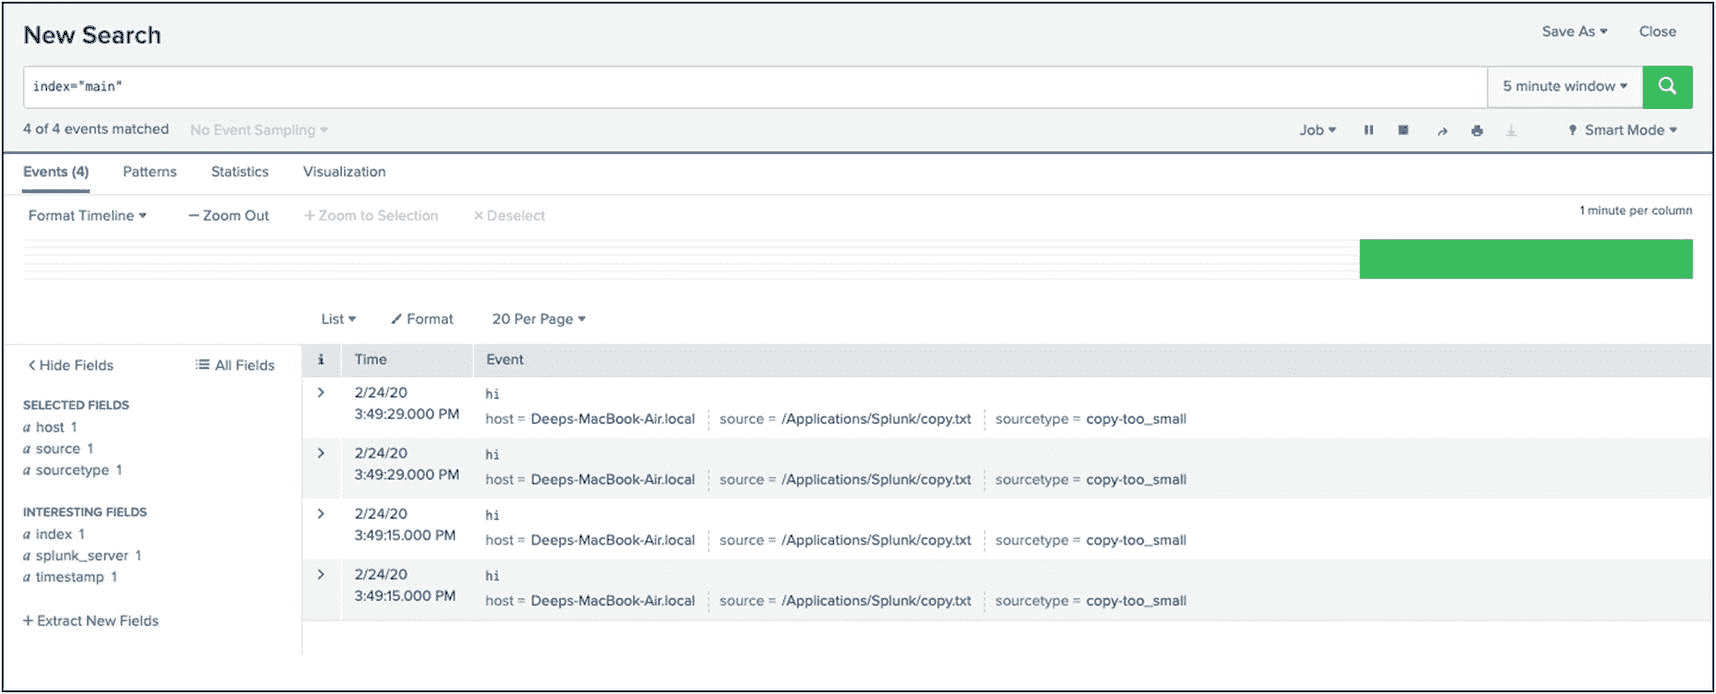 New Search
Save As Close
index="main" 5 minute window
4 of 4 events matched No Event Sampling Job Smart Mode
Events (4) Patterns Statistics Visualization
Format Timeline — Zoom Out + Zoom to Selection × Deselect 1 minute per column
List Format 20 Per Page
< Hide Fields All Fields
i Time Event
SELECTED FIELDS
a host 1
a source 1
a sourcetype 1
INTERESTING FIELDS
a index 1
a splunk_server 1
a timestamp 1
+ Extract New Fields
> 2/24/20 hi
3:49:29.000 PM host = Deeps-MacBook-Air.local source = /Applications/Splunk/copy.txt sourcetype = copy-too_small
> 2/24/20 hi
3:49:29.000 PM host = Deeps-MacBook-Air.local source = /Applications/Splunk/copy.txt sourcetype = copy-too_small
> 2/24/20 hi
3:49:15.000 PM host = Deeps-MacBook-Air.local source = /Applications/Splunk/copy.txt sourcetype = copy-too_small
> 2/24/20 hi
3:49:15.000 PM host = Deeps-MacBook-Air.local source = /Applications/Splunk/copy.txt sourcetype = copy-too_small